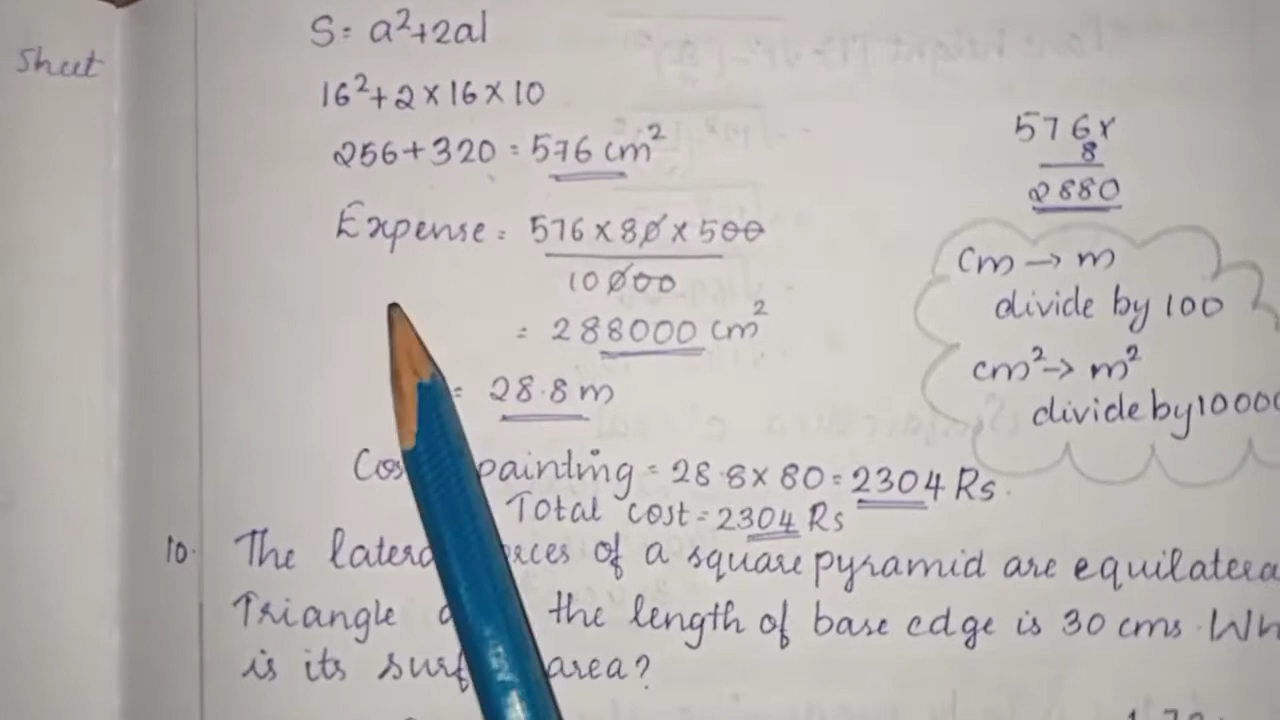 Sheet
S = a²+2al
16²+2×16×10
256+320 = 576 cm²
Expense = 576×80×500
10000
= 288000 cm²
= 28.8 m
painting = 28.8×80 = 2304 Rs.
Total cost = 2304 Rs
576×
8
2880
cm → m
divide by 100
cm² → m²
divide by 10000
10. The of a square pyramid are
Triangle the length of base edge is 30 cms.
is its area?